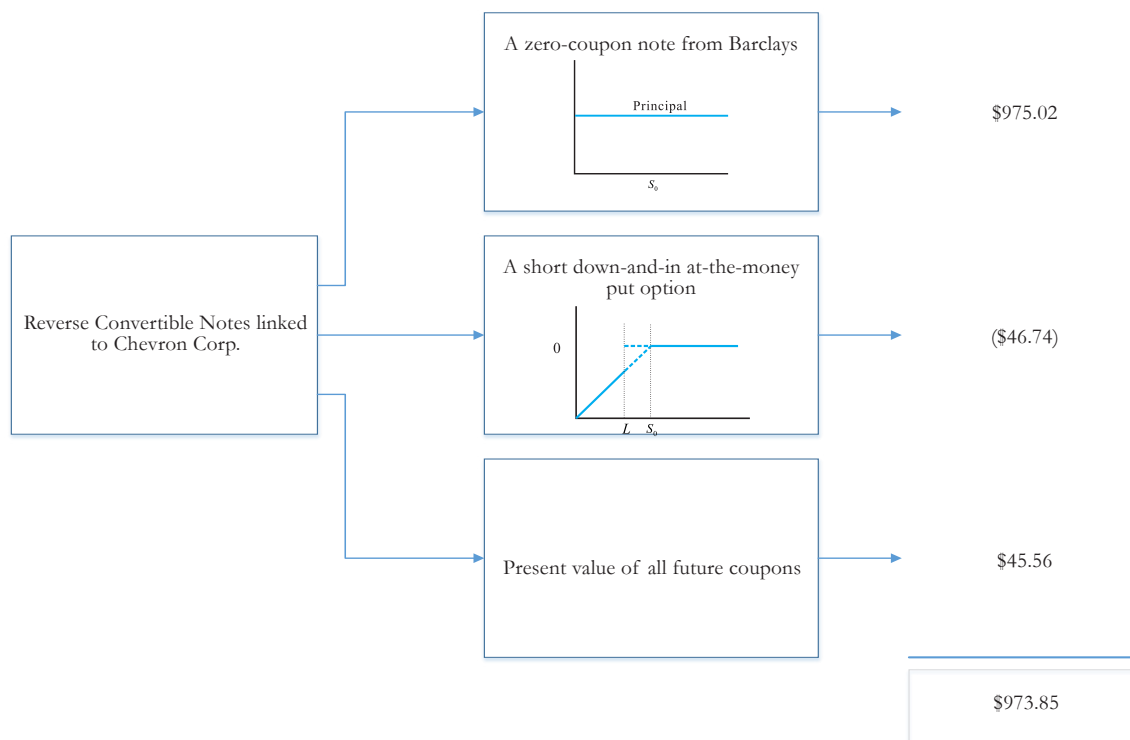 A zero-coupon note from Barclays
Principal
S₀
$975.02
Reverse Convertible Notes linked
to Chevron Corp.
A short down-and-in at-the-money
put option
0
L S₀
($46.74)
Present value of all future coupons
$45.56
$973.85